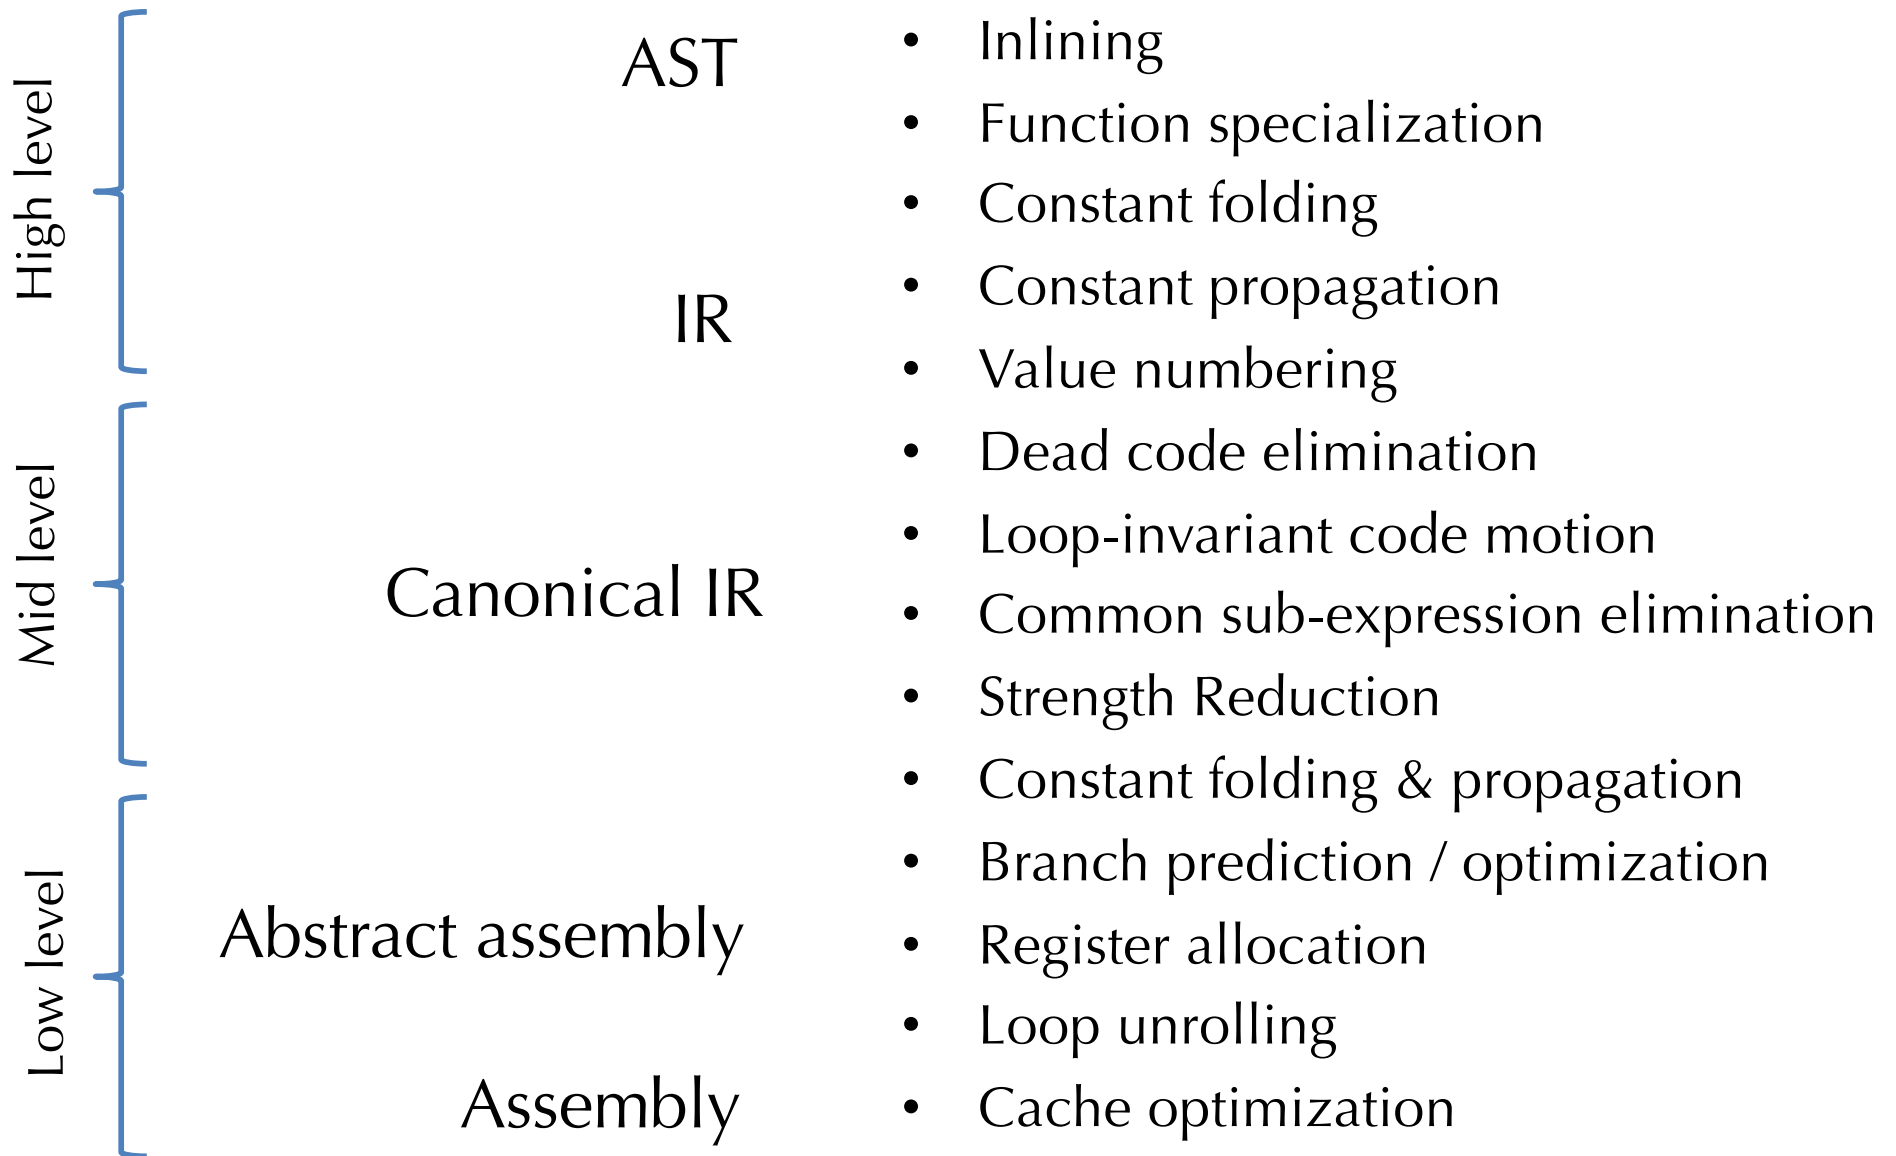 High level
AST
IR
Mid level
Canonical IR
Low level
Abstract assembly
Assembly
• Inlining
• Function specialization
• Constant folding
• Constant propagation
• Value numbering
• Dead code elimination
• Loop-invariant code motion
• Common sub-expression elimination
• Strength Reduction
• Constant folding & propagation
• Branch prediction / optimization
• Register allocation
• Loop unrolling
• Cache optimization